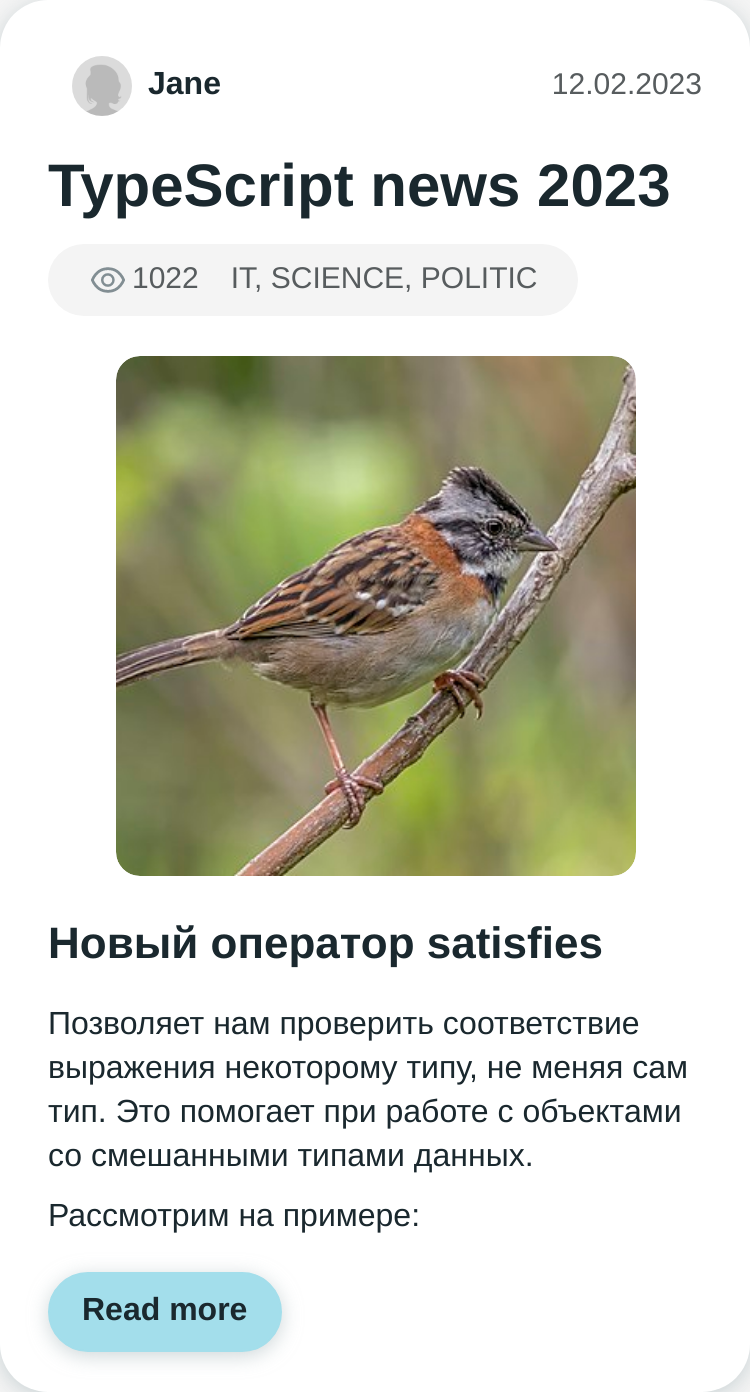 Jane 12.02.2023
TypeScript news 2023
1022 IT, SCIENCE, POLITIC
Новый оператор satisfies
Позволяет нам проверить соответствие
выражения некоторому типу, не меняя сам
тип. Это помогает при работе с объектами
со смешанными типами данных.
Рассмотрим на примере:
Read more